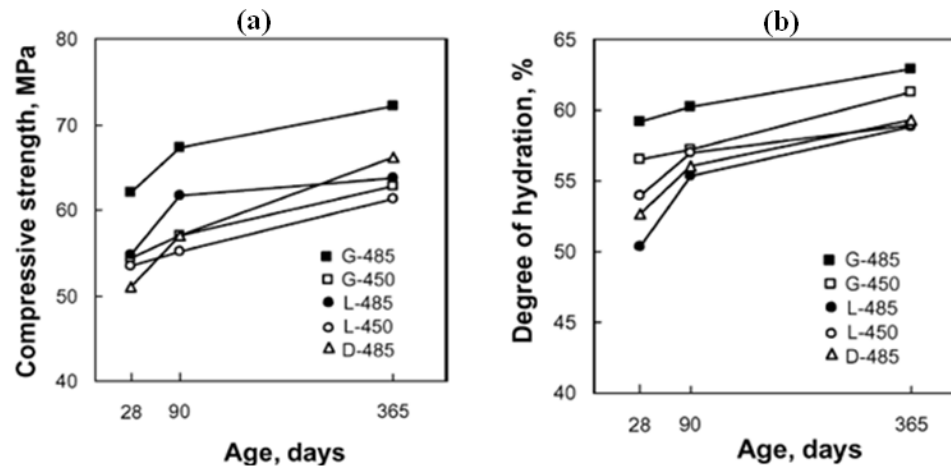 (a)
Compressive strength, MPa
80
70
60
50
40
G-485
G-450
L-485
L-450
D-485
28
90
365
Age, days
(b)
Degree of hydration, %
65
60
55
50
45
40
G-485
G-450
L-485
L-450
D-485
28
90
365
Age, days